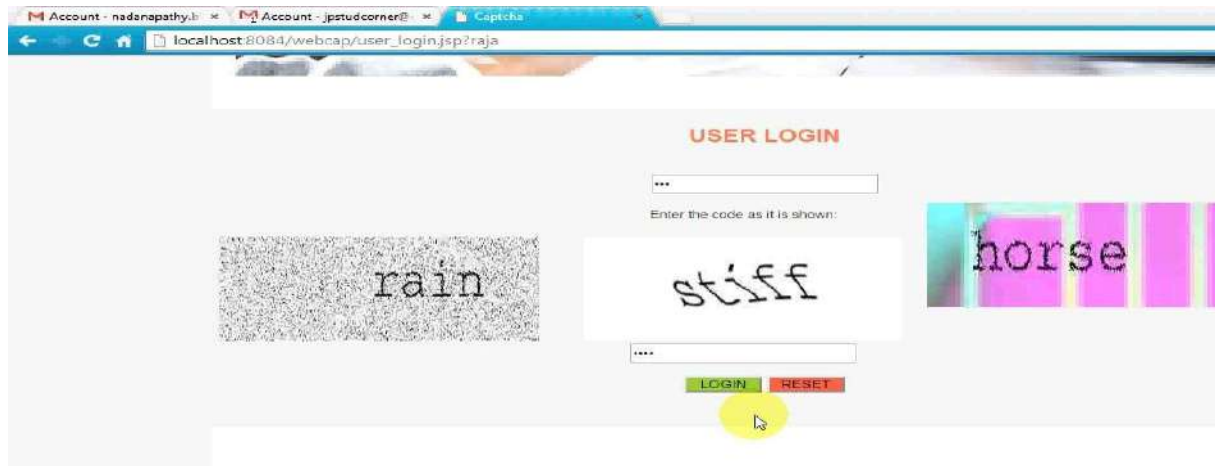 Account - nadanapathy.b
Account - jpstudcorner@
Captcha
localhost:8084/webcap/user_login.jsp?raja
USER LOGIN
•••
Enter the code as it is shown:
rain
stiff
horse
••••
LOGIN
RESET